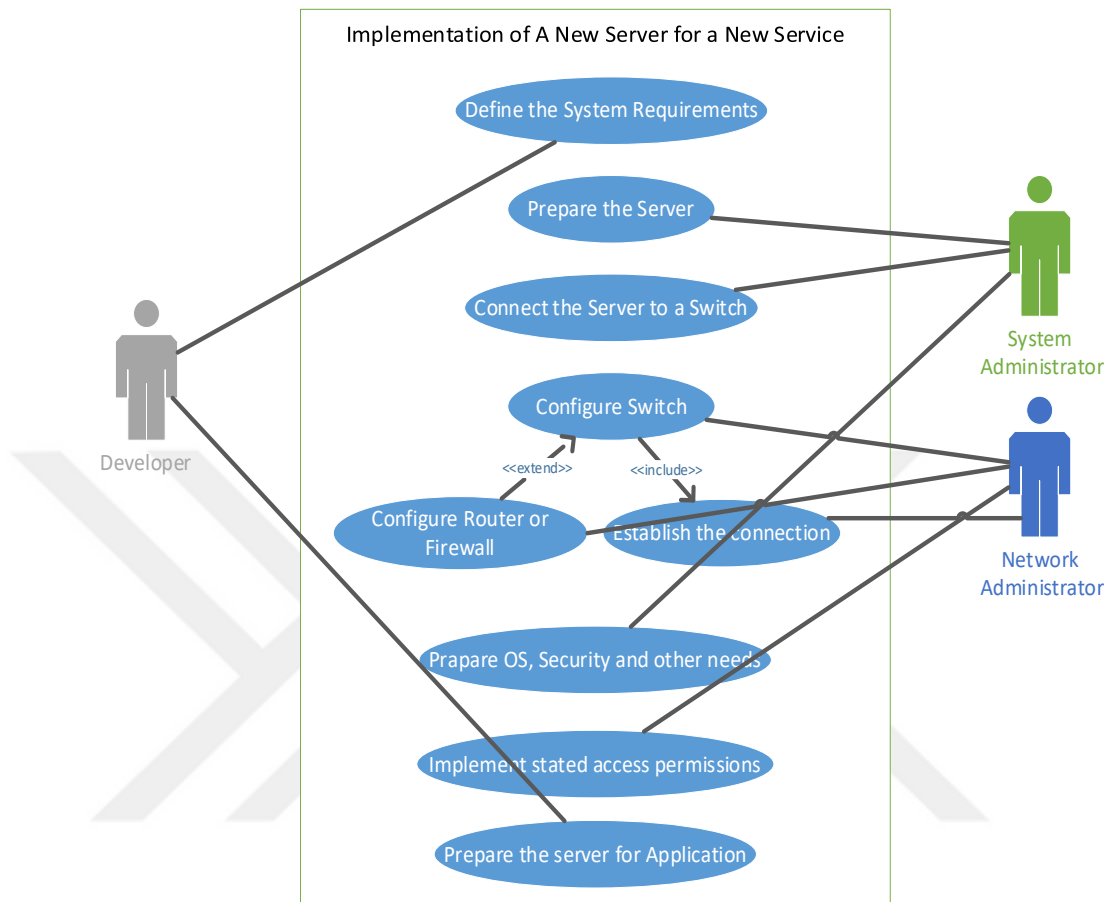 Implementation of A New Server for a New Service
Define the System Requirements
Prepare the Server
Connect the Server to a Switch
System
Administrator
Configure Switch
Developer
<<extend>>
<<include>>
Configure Router or
Firewall
Establish the connection
Network
Administrator
Prapare OS, Security and other needs
Implement stated access permissions
Prepare the server for Application